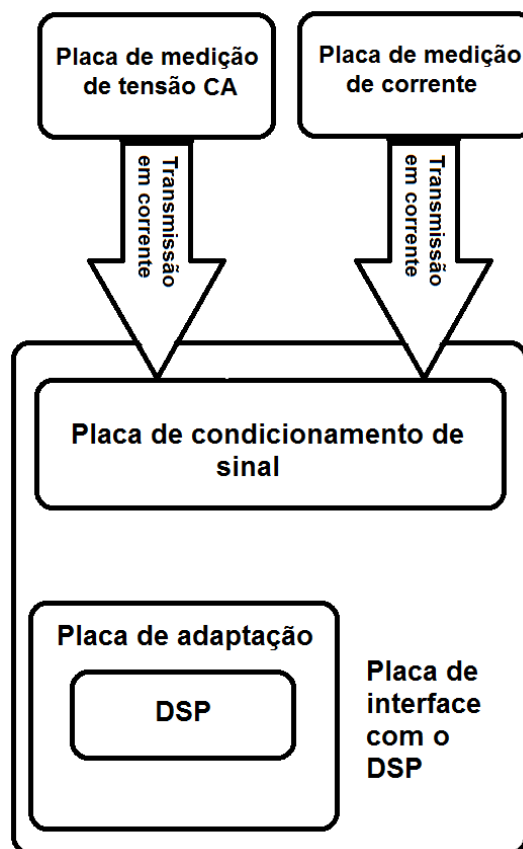 Placa de medição
de tensão CA
Placa de medição
de corrente
Transmissão
em corrente
Transmissão
em corrente
Placa de condicionamento de
sinal
Placa de adaptação
DSP
Placa de
interface
com o
DSP